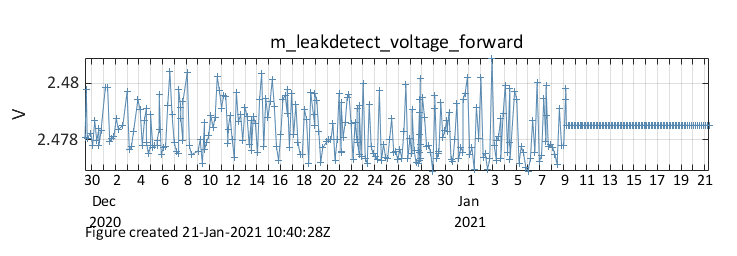 m_leakdetect_voltage_forward
2.48
V
2.478
30 2 4 6 8 10 12 14 16 18 20 22 24 26 28 30 1 3 5 7 9 11 13 15 17 19 21
Dec Jan
2020 2021
Figure created 21-Jan-2021 10:40:28Z